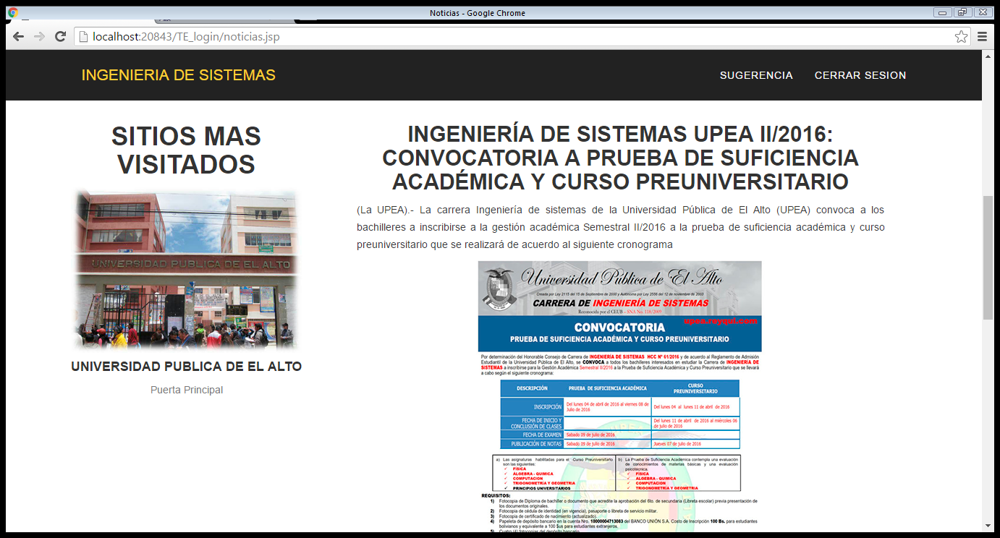 Noticias - Google Chrome
localhost:20843/TE_login/noticias.jsp
INGENIERIA DE SISTEMAS
SUGERENCIA
CERRAR SESION
SITIOS MAS
VISITADOS
UNIVERSIDAD PUBLICA DE EL ALTO
UNIVERSIDAD PUBLICA DE EL ALTO
Puerta Principal
INGENIERÍA DE SISTEMAS UPEA II/2016:
CONVOCATORIA A PRUEBA DE SUFICIENCIA
ACADÉMICA Y CURSO PREUNIVERSITARIO
(La UPEA).- La carrera Ingeniería de sistemas de la Universidad Pública de El Alto (UPEA) convoca a los
bachilleres a inscribirse a la gestión académica Semestral II/2016 a la prueba de suficiencia académica y curso
preuniversitario que se realizará de acuerdo al siguiente cronograma
Universidad Pública de El Alto
Creada por Ley 2115 del 15 de Septiembre de 2000 y Autónoma por Ley 2556 del 12 de noviembre de 2003
CARRERA DE INGENIERÍA DE SISTEMAS
Reconocida por el CEUB - SNA No. 118/2009
upea.reyqui.com
CONVOCATORIA
PRUEBA DE SUFICIENCIA ACADÉMICA Y CURSO PREUNIVERSITARIO
Por determinación del Honorable Consejo de Carrera de INGENIERÍA DE SISTEMAS HCC Nº 61/2016 y de acuerdo al Reglamento de Admisión
Estudiantil de la Universidad Pública de El Alto, se CONVOCA a todos los bachilleres interesados en estudiar la Carrera de INGENIERÍA DE
SISTEMAS a inscribirse para la Gestión Académica Semestral II/2016 a la Prueba de Suficiencia Académica y Curso Preuniversitario que se llevará
a cabo según el siguiente cronograma:
DESCRIPCIÓN
PRUEBA DE SUFICIENCIA ACADÉMICA
CURSO
PREUNIVERSITARIO
INSCRIPCIÓN
Del lunes 04 de abril de 2016 al viernes 08 de
Julio de 2016
Del lunes 04 al lunes 11 de abril de 2016
FECHA DE INICIO Y
CONCLUSIÓN DE CLASES
Del lunes 11 de abril de 2016 al miércoles 06
de julio de 2016
FECHA DE EXAMEN
Sabado 09 de julio de 2016
PUBLICACIÓN DE NOTAS
Sabado 09 de julio de 2016
Jueves 07 de julio de 2016
a) Las asignaturas habilitadas para el Curso Preuniversitario
son las siguientes:
✓ FÍSICA
✓ ALGEBRA - QUIMICA
✓ COMPUTACION
✓ TRIGONOMETRÍA Y GEOMETRIA
✓ PRINCIPIOS UNIVERSITARIOS
b) La Prueba de Suficiencia Académica contempla una evaluación
de conocimientos de materias básicas y una evaluación
psicotécnica.
✓ FÍSICA
✓ ALGEBRA - QUIMICA
✓ COMPUTACION
✓ TRIGONOMETRÍA Y GEOMETRIA
REQUISITOS:
1) Fotocopia de Diploma de bachiller o documento que acredite la aprobación del 6to. de secundaria (Libreta escolar) previa presentación de
los documentos originales.
2) Fotocopia de cédula de identidad (en vigencia), pasaporte o libreta de servicio militar.
3) Fotocopia de certificado de nacimiento (actualizado).
4) Papeleta de depósito bancario en la cuenta Nro. 10000004713083 del BANCO UNIÓN S.A. Costo de Inscripción 100 Bs. para estudiantes
bolivianos y equivalente a 100 $us para estudiantes extranjeros.
5) Cuatro (4) fotocopias del depósito bancario.